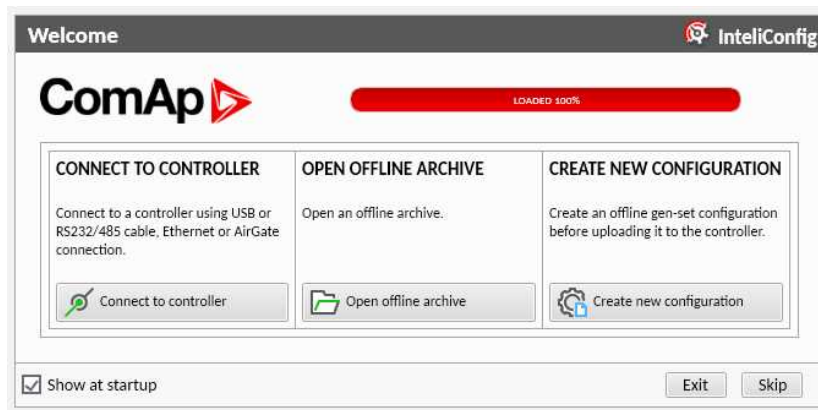 Welcome
InteliConfig
ComAp
LOADED 100%
CONNECT TO CONTROLLER
Connect to a controller using USB or
RS232/485 cable, Ethernet or AirGate
connection.
Connect to controller
OPEN OFFLINE ARCHIVE
Open an offline archive.
Open offline archive
CREATE NEW CONFIGURATION
Create an offline gen-set configuration
before uploading it to the controller.
Create new configuration
Show at startup
Exit
Skip